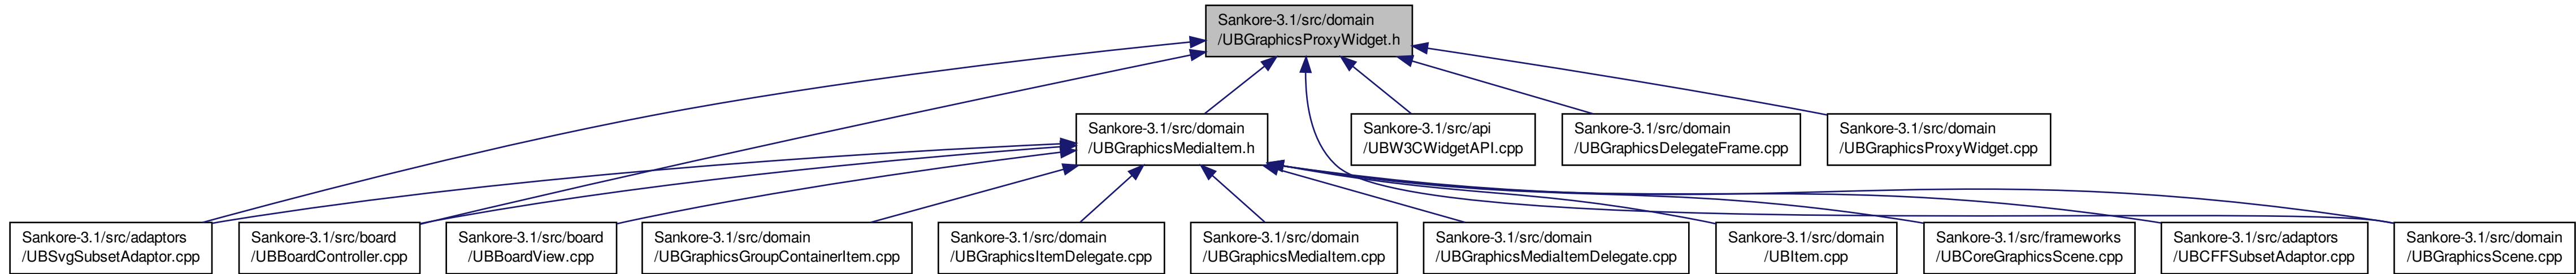 Sankore-3.1/src/domain
/UBGraphicsProxyWidget.h
Sankore-3.1/src/domain
/UBGraphicsMediaItem.h
Sankore-3.1/src/api
/UBW3CWidgetAPI.cpp
Sankore-3.1/src/domain
/UBGraphicsDelegateFrame.cpp
Sankore-3.1/src/domain
/UBGraphicsProxyWidget.cpp
Sankore-3.1/src/adaptors
/UBSvgSubsetAdaptor.cpp
Sankore-3.1/src/board
/UBBoardController.cpp
Sankore-3.1/src/board
/UBBoardView.cpp
Sankore-3.1/src/domain
/UBGraphicsGroupContainerItem.cpp
Sankore-3.1/src/domain
/UBGraphicsItemDelegate.cpp
Sankore-3.1/src/domain
/UBGraphicsMediaItem.cpp
Sankore-3.1/src/domain
/UBGraphicsMediaItemDelegate.cpp
Sankore-3.1/src/domain
/UBItem.cpp
Sankore-3.1/src/frameworks
/UBCoreGraphicsScene.cpp
Sankore-3.1/src/adaptors
/UBCFFSubsetAdaptor.cpp
Sankore-3.1/src/domain
/UBGraphicsScene.cpp